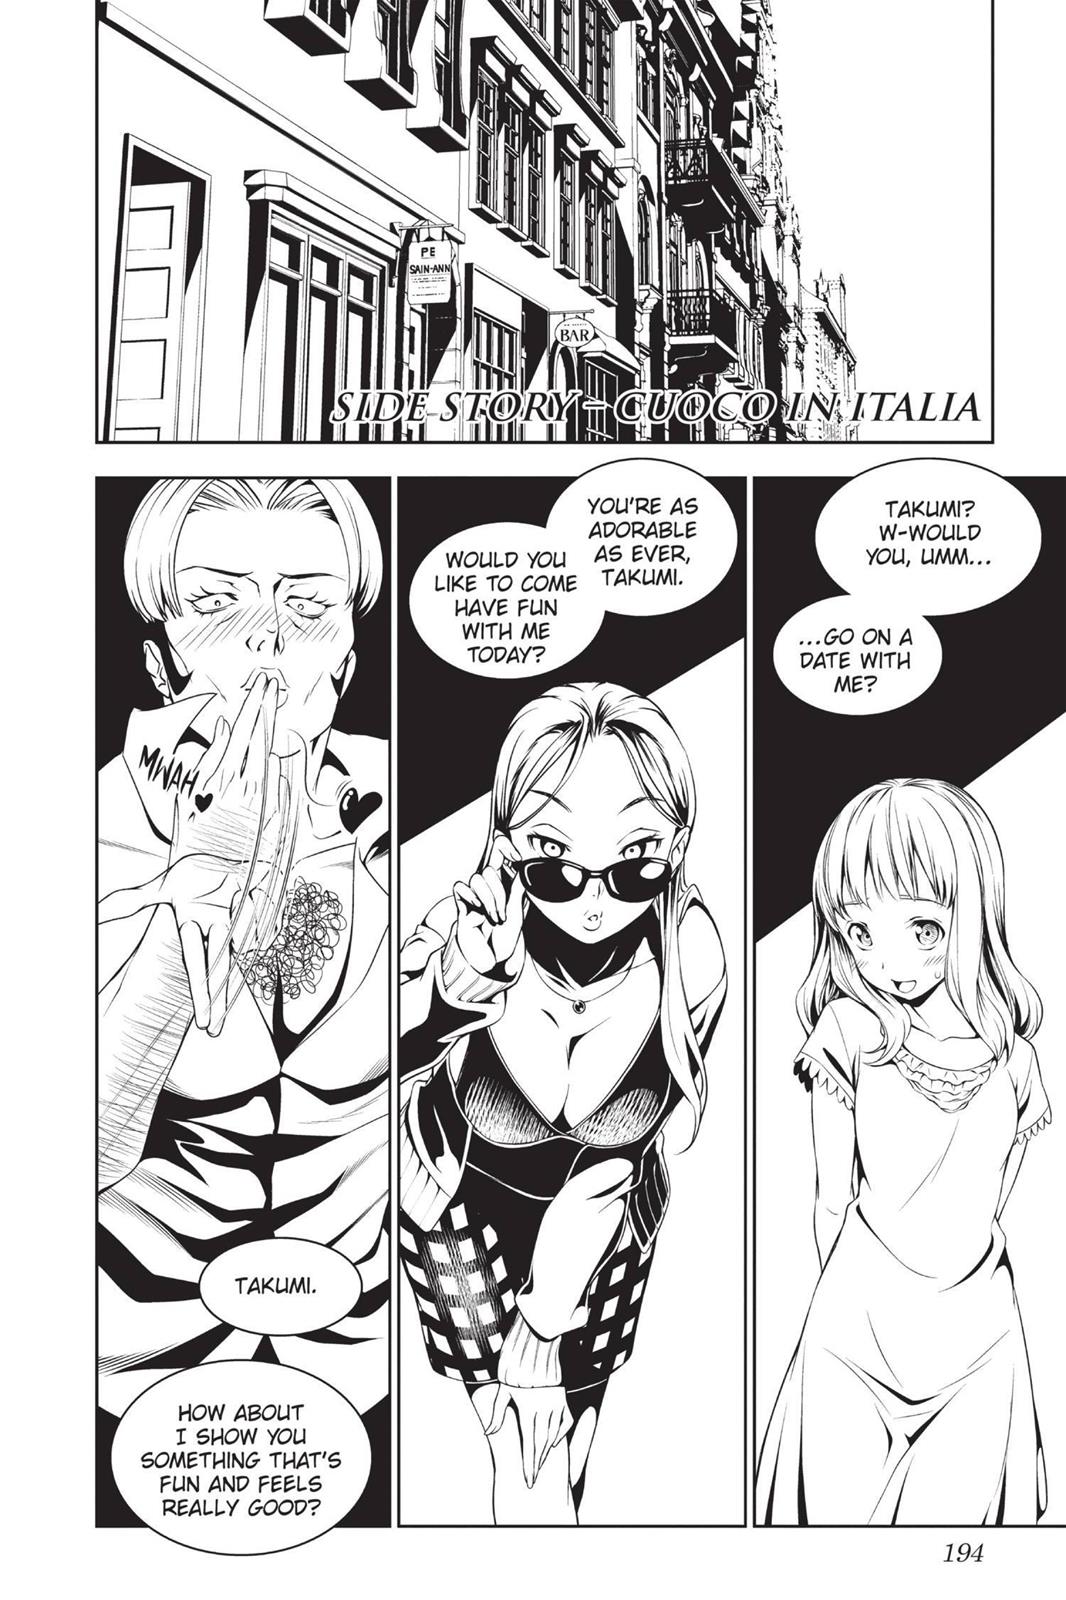 PE
SAIN-ANN
BAR
SIDE STORY – CUOCO IN ITALIA
TAKUMI?
W-WOULD
YOU, UMM...
...GO ON A
DATE WITH
ME?
YOU'RE AS
ADORABLE
AS EVER,
TAKUMI.
WOULD YOU
LIKE TO COME
HAVE FUN
WITH ME
TODAY?
MWAH
TAKUMI.
HOW ABOUT
I SHOW YOU
SOMETHING THAT'S
FUN AND FEELS
REALLY GOOD?
194